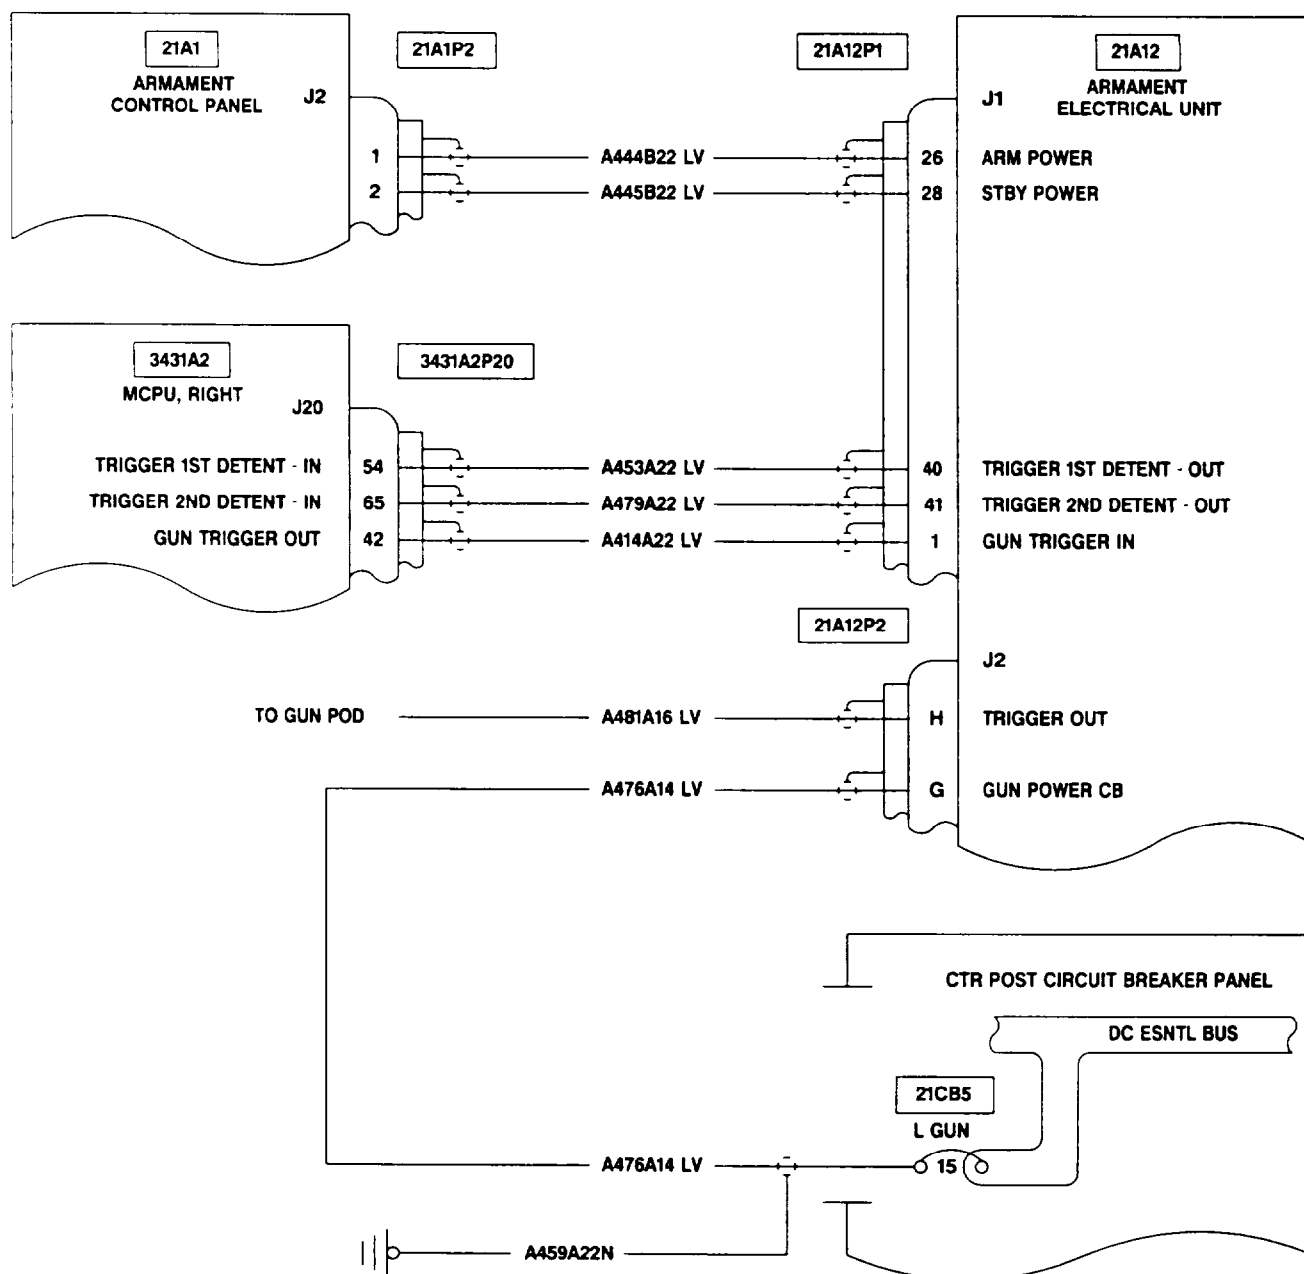 21A1
ARMAMENT
CONTROL PANEL
J2
21A1P2
21A12P1
J1
21A12
ARMAMENT
ELECTRICAL UNIT
1 A444B22 LV 26 ARM POWER
2 A445B22 LV 28 STBY POWER
3431A2
MCPU, RIGHT
J20
3431A2P20
TRIGGER 1ST DETENT - IN 54 A453A22 LV 40 TRIGGER 1ST DETENT - OUT
TRIGGER 2ND DETENT - IN 65 A479A22 LV 41 TRIGGER 2ND DETENT - OUT
GUN TRIGGER OUT 42 A414A22 LV 1 GUN TRIGGER IN
21A12P2
J2
TO GUN POD A481A16 LV H TRIGGER OUT
A476A14 LV G GUN POWER CB
CTR POST CIRCUIT BREAKER PANEL
DC ESNTL BUS
21CB5
L GUN
A476A14 LV 15
A459A22N